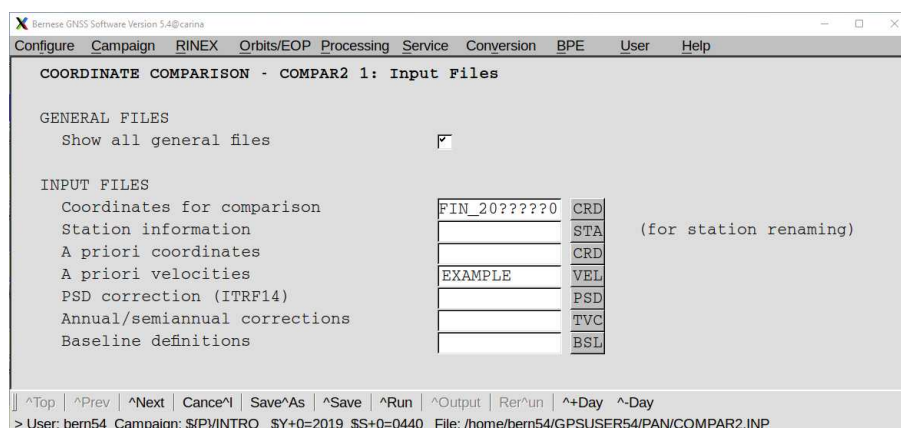 Bernese GNSS Software Version 5.4@carina
Configure Campaign RINEX Orbits/EOP Processing Service Conversion BPE User Help
COORDINATE COMPARISON - COMPAR2 1: Input Files
GENERAL FILES
Show all general files
INPUT FILES
Coordinates for comparison FIN_20?????0 CRD
Station information STA (for station renaming)
A priori coordinates CRD
A priori velocities EXAMPLE VEL
PSD correction (ITRF14) PSD
Annual/semiannual corrections TVC
Baseline definitions BSL
^Top | ^Prev | ^Next | Cance^l | Save^As | ^Save | ^Run | ^Output | Rer^un | ^+Day ^-Day
> User: bern54 Campaign: ${P}/INTRO $Y+0=2019 $S+0=0440 File: /home/bern54/GPSUSER54/PAN/COMPAR2.INP